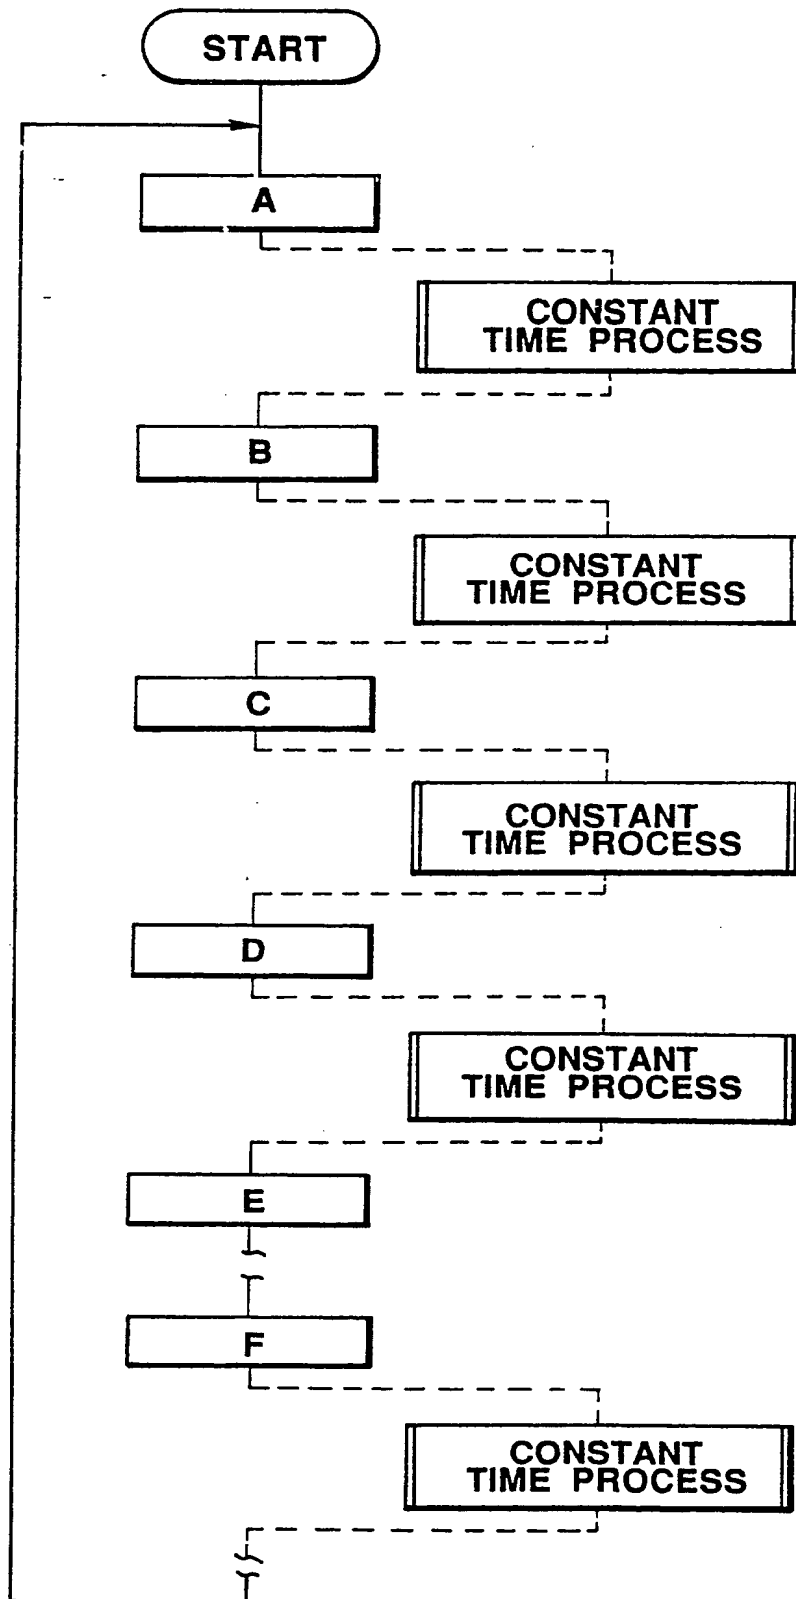 START
A
CONSTANT
TIME PROCESS
B
CONSTANT
TIME PROCESS
C
CONSTANT
TIME PROCESS
D
CONSTANT
TIME PROCESS
E
F
CONSTANT
TIME PROCESS